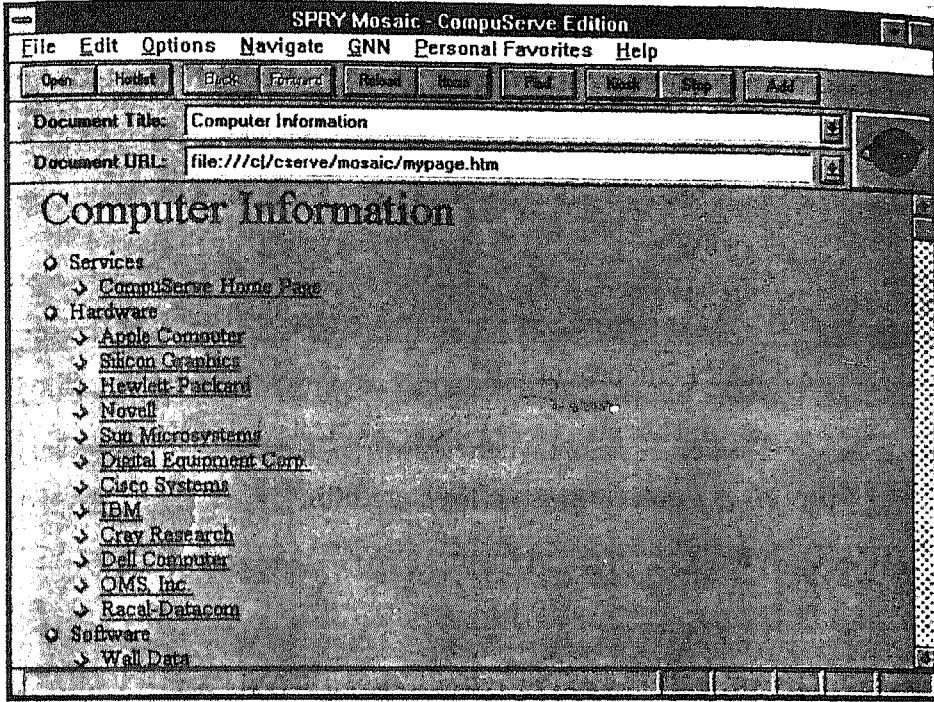 SPRY Mosaic - CompuServe Edition
File Edit Options Navigate GNN Personal Favorites Help
Open Hotlist Back Forward Reload Home Find Kiosk Stop Add
Document Title: Computer Information
Document URL: file:///c|/cserve/mosaic/mypage.htm
Computer Information
Services
CompuServe Home Page
Hardware
Apple Computer
Silicon Graphics
Hewlett-Packard
Novell
Sun Microsystems
Digital Equipment Corp.
Cisco Systems
IBM
Cray Research
Dell Computer
QMS, Inc.
Racal-Datacom
Software
Wall Data